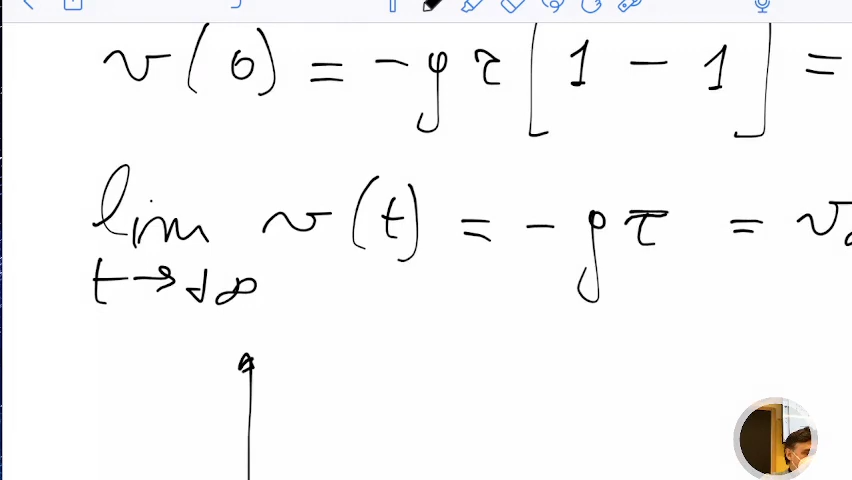 v(0) = -gτ[1 - 1] =
lim v(t) = -gτ = v
t→+∞